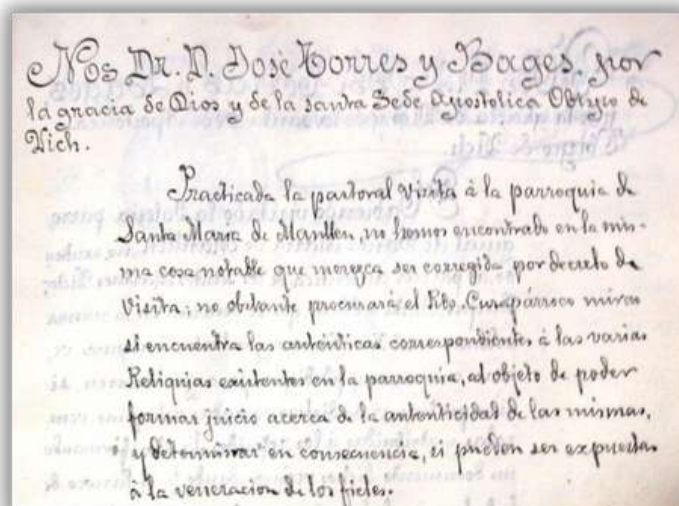 Nos Dr. D. José Torres y Bages, por
la gracia de Dios y de la Santa Sede Apostolica Obispo de
Vich.
Practicada la pastoral Visita á la parroquia de
Santa Maria de Manlleu, no hemos encontrado en la mis-
ma cosa notable que merezca ser corregida por decreto de
Visita; no obstante procurará el Rdo. Cura párroco mirar
si encuentra las auténticas correspondientes á las varias
Reliquias existentes en la parroquia, al objeto de poder
formar juicio acerca de la autenticidad de las mismas,
y determinar en consecuencia, si pueden ser expuestas
á la veneracion de los fieles.